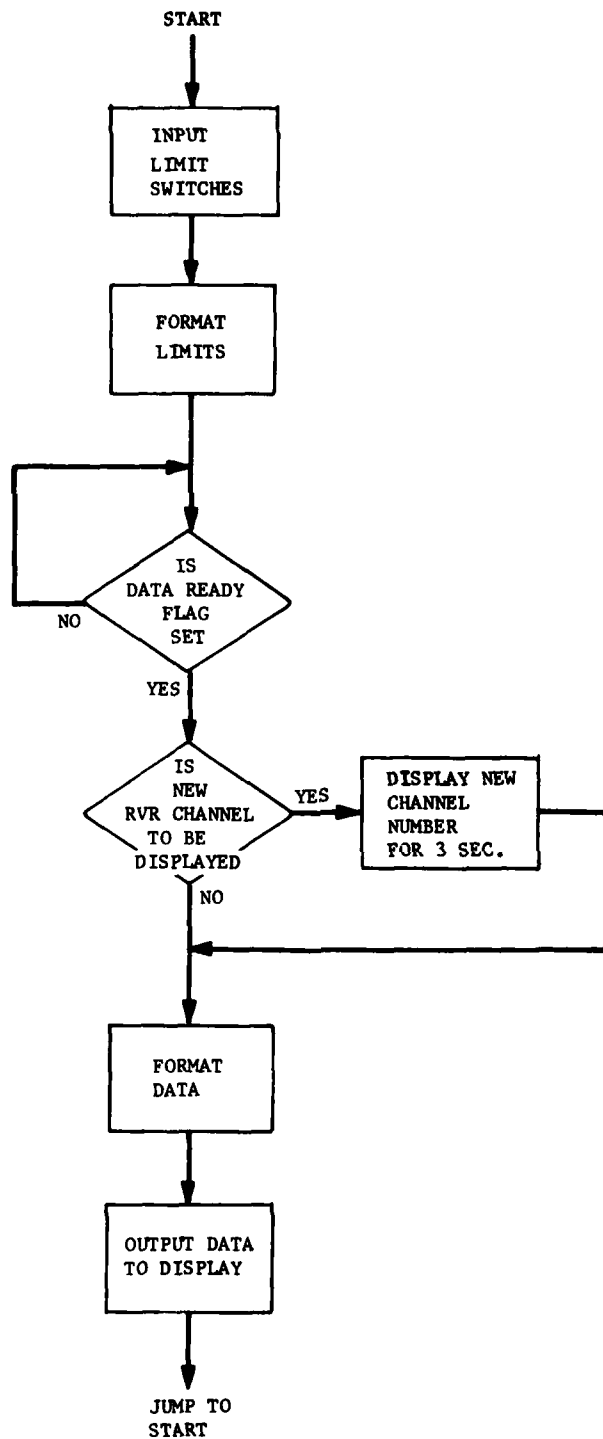 START
INPUT
LIMIT
SWITCHES
FORMAT
LIMITS
IS
DATA READY
FLAG
SET
NO
YES
IS
NEW
RVR CHANNEL
TO BE
DISPLAYED
YES
DISPLAY NEW
CHANNEL
NUMBER
FOR 3 SEC.
NO
FORMAT
DATA
OUTPUT DATA
TO DISPLAY
JUMP TO
START